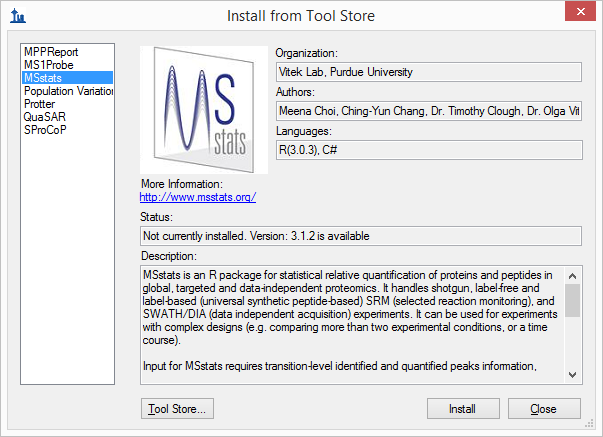 Install from Tool Store
MPPReport
MS1Probe
MSstats
Population Variation
Protter
QuaSAR
SProCoP
MS
stats
Organization:
Vitek Lab, Purdue University
Authors:
Meena Choi, Ching-Yun Chang, Dr. Timothy Clough, Dr. Olga Vit
Languages:
R(3.0.3), C#
More Information:
http://www.msstats.org/
Status:
Not currently installed. Version: 3.1.2 is available
Description:
MSstats is an R package for statistical relative quantification of proteins and peptides in
global, targeted and data-independent proteomics. It handles shotgun, label-free and
label-based (universal synthetic peptide-based) SRM (selected reaction monitoring), and
SWATH/DIA (data independent acquisition) experiments. It can be used for experiments
with complex designs (e.g. comparing more than two experimental conditions, or a time
course).
Input for MSstats requires transition-level identified and quantified peaks information,
Tool Store...
Install
Close